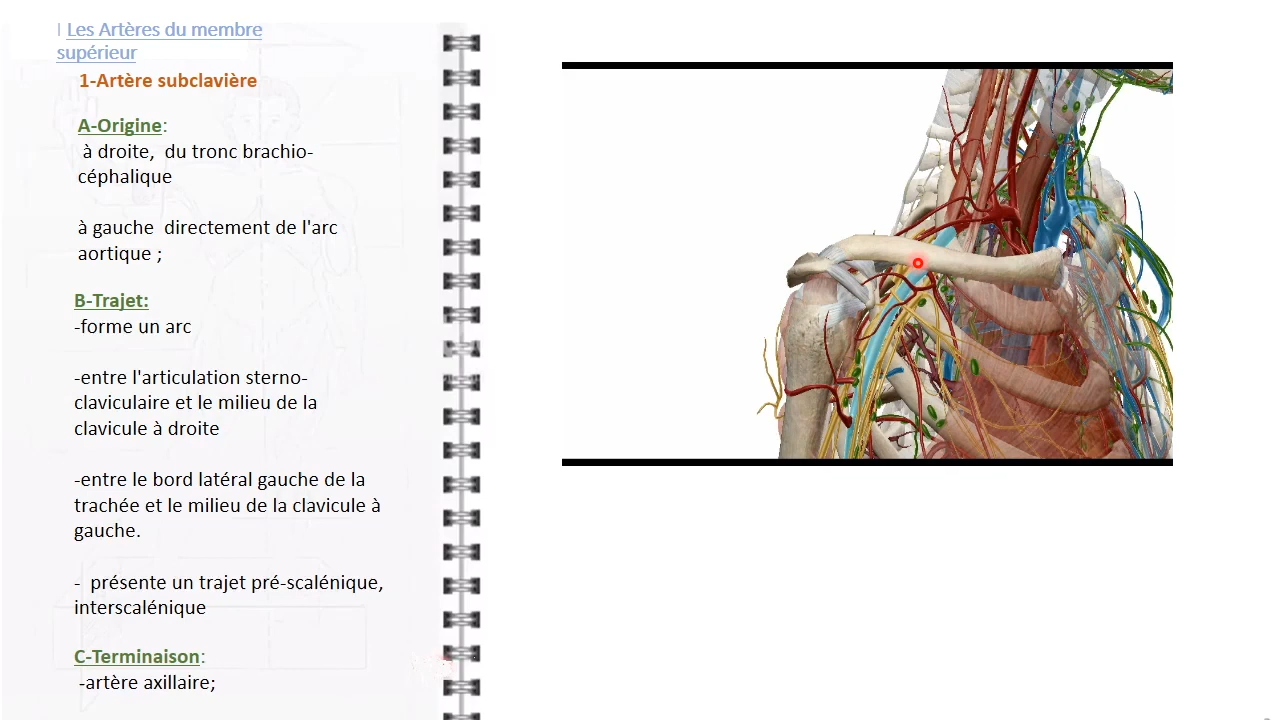 I Les Artères du membre
supérieur
1-Artère subclavière
A-Origine:
à droite, du tronc brachio-
céphalique
à gauche directement de l'arc
aortique ;
B-Trajet:
-forme un arc
-entre l'articulation sterno-
claviculaire et le milieu de la
clavicule à droite
-entre le bord latéral gauche de la
trachée et le milieu de la clavicule à
gauche.
- présente un trajet pré-scalénique,
interscalénique
C-Terminaison:
-artère axillaire;